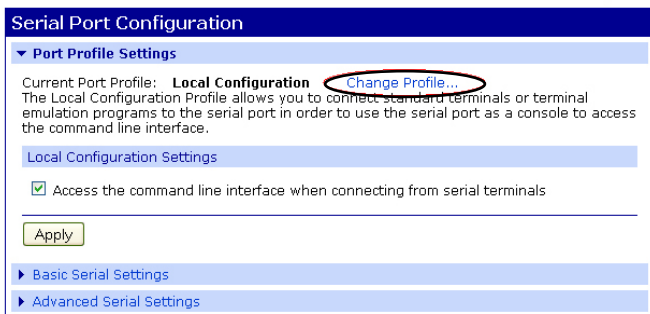 Serial Port Configuration
Port Profile Settings
Current Port Profile: Local Configuration Change Profile...
The Local Configuration Profile allows you to connect standard terminals or terminal
emulation programs to the serial port in order to use the serial port as a console to access
the command line interface.
Local Configuration Settings
Access the command line interface when connecting from serial terminals
Apply
Basic Serial Settings
Advanced Serial Settings